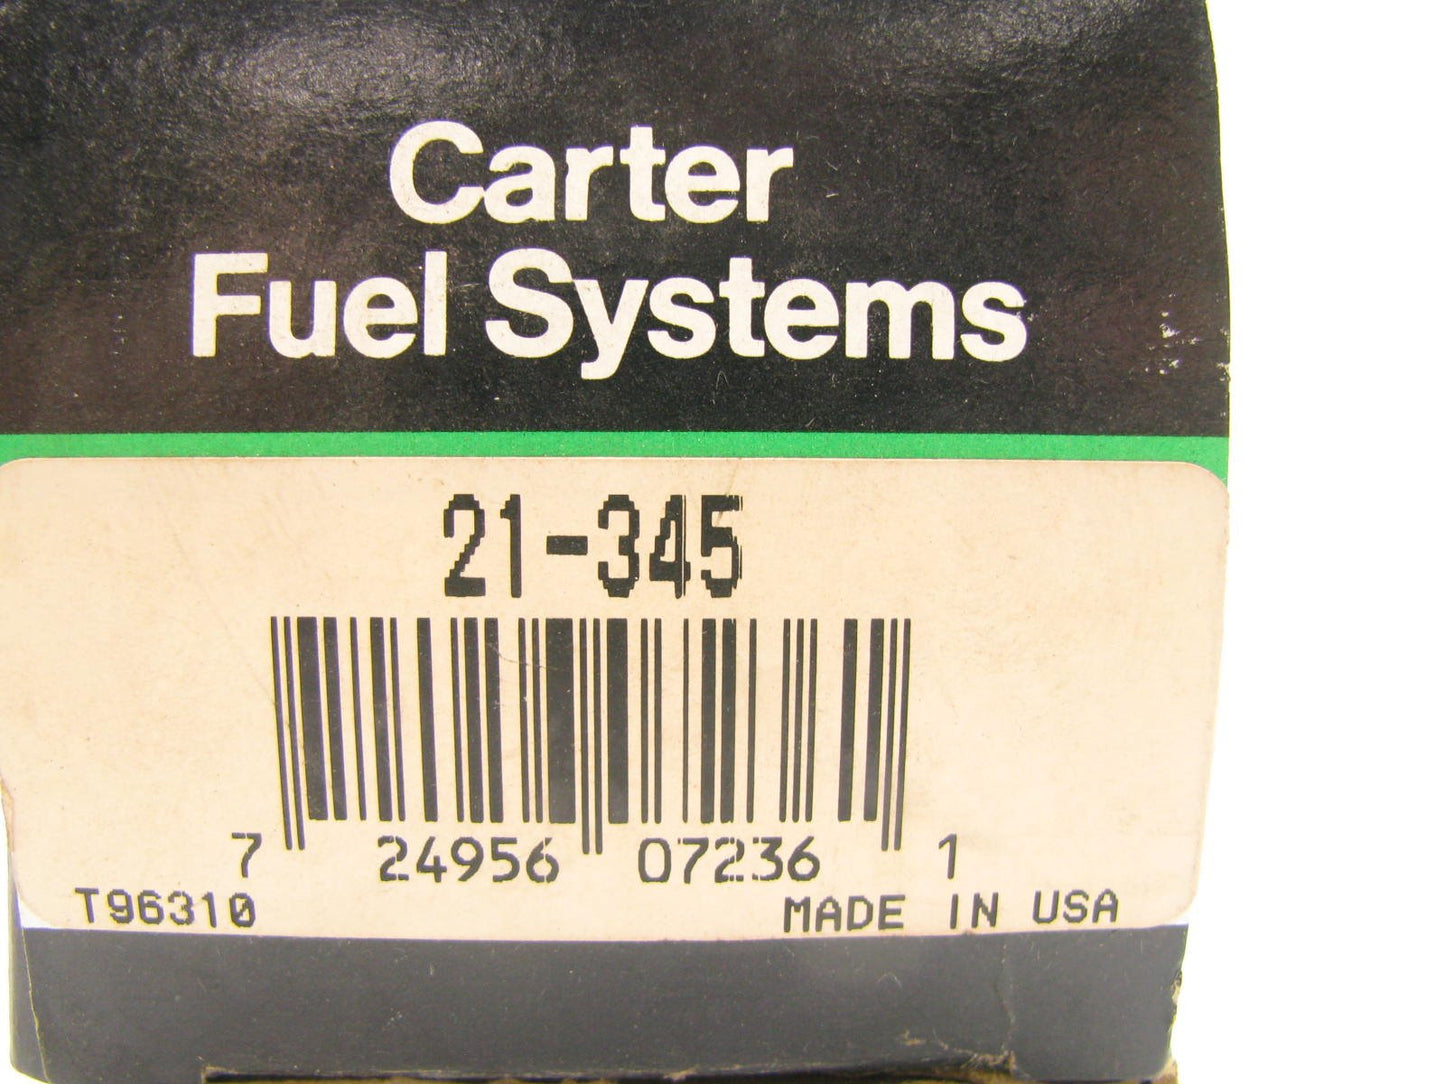 Carter
Fuel Systems
21-345
7 24956 07236 1
T96310 MADE IN USA